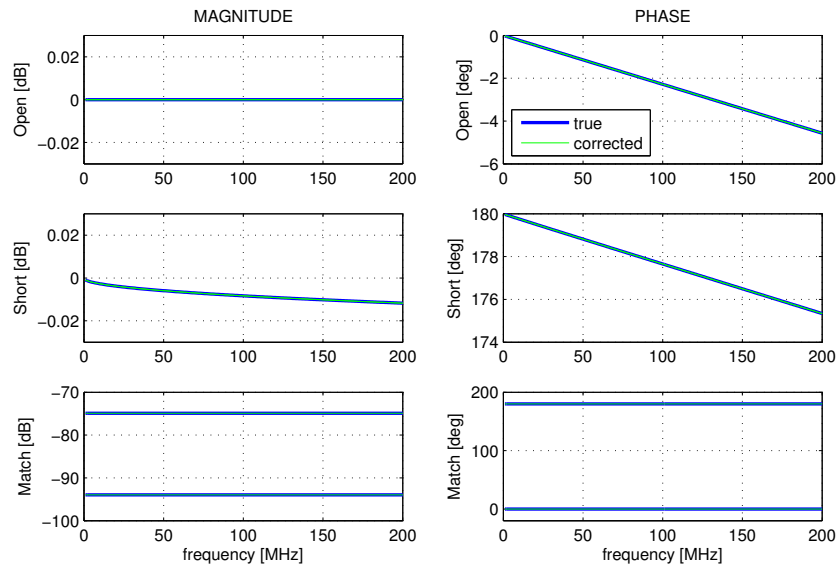 MAGNITUDE
PHASE
Open [dB]
0.02
0
−0.02
0 50 100 150 200
Open [deg]
0
−2
−4
−6
true
corrected
0 50 100 150 200
Short [dB]
0.02
0
−0.02
0 50 100 150 200
Short [deg]
180
178
176
174
0 50 100 150 200
Match [dB]
−70
−80
−90
−100
0 50 100 150 200
frequency [MHz]
Match [deg]
200
100
0
0 50 100 150 200
frequency [MHz]